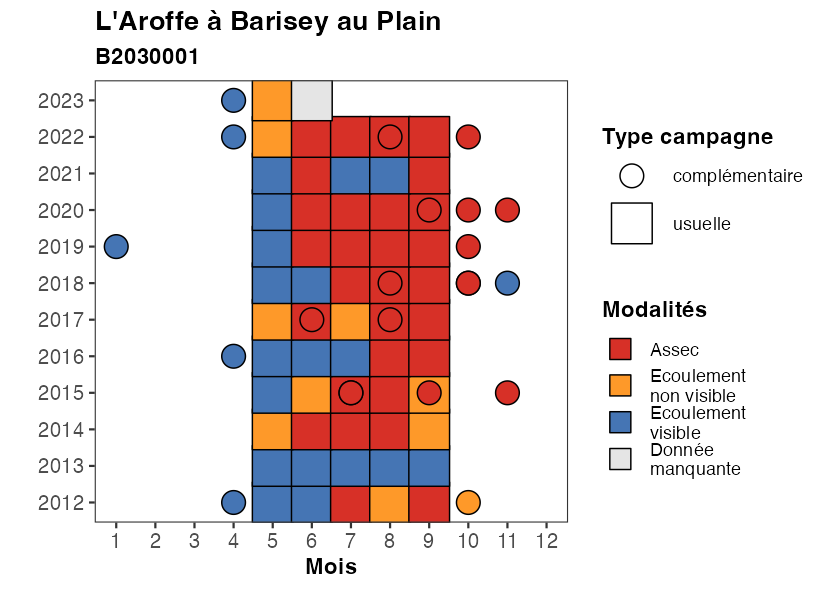 L'Aroffe à Barisey au Plain
B2030001
2023
2022
2021
2020
2019
2018
2017
2016
2015
2014
2013
2012
1 2 3 4 5 6 7 8 9 10 11 12
Mois
Type campagne
complémentaire
usuelle
Modalités
Assec
Ecoulement
non visible
Ecoulement
visible
Donnée
manquante